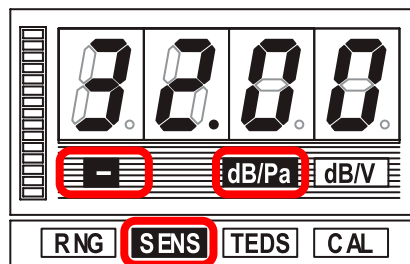 32.00
– dB/Pa dB/V
RNG SENS TEDS CAL